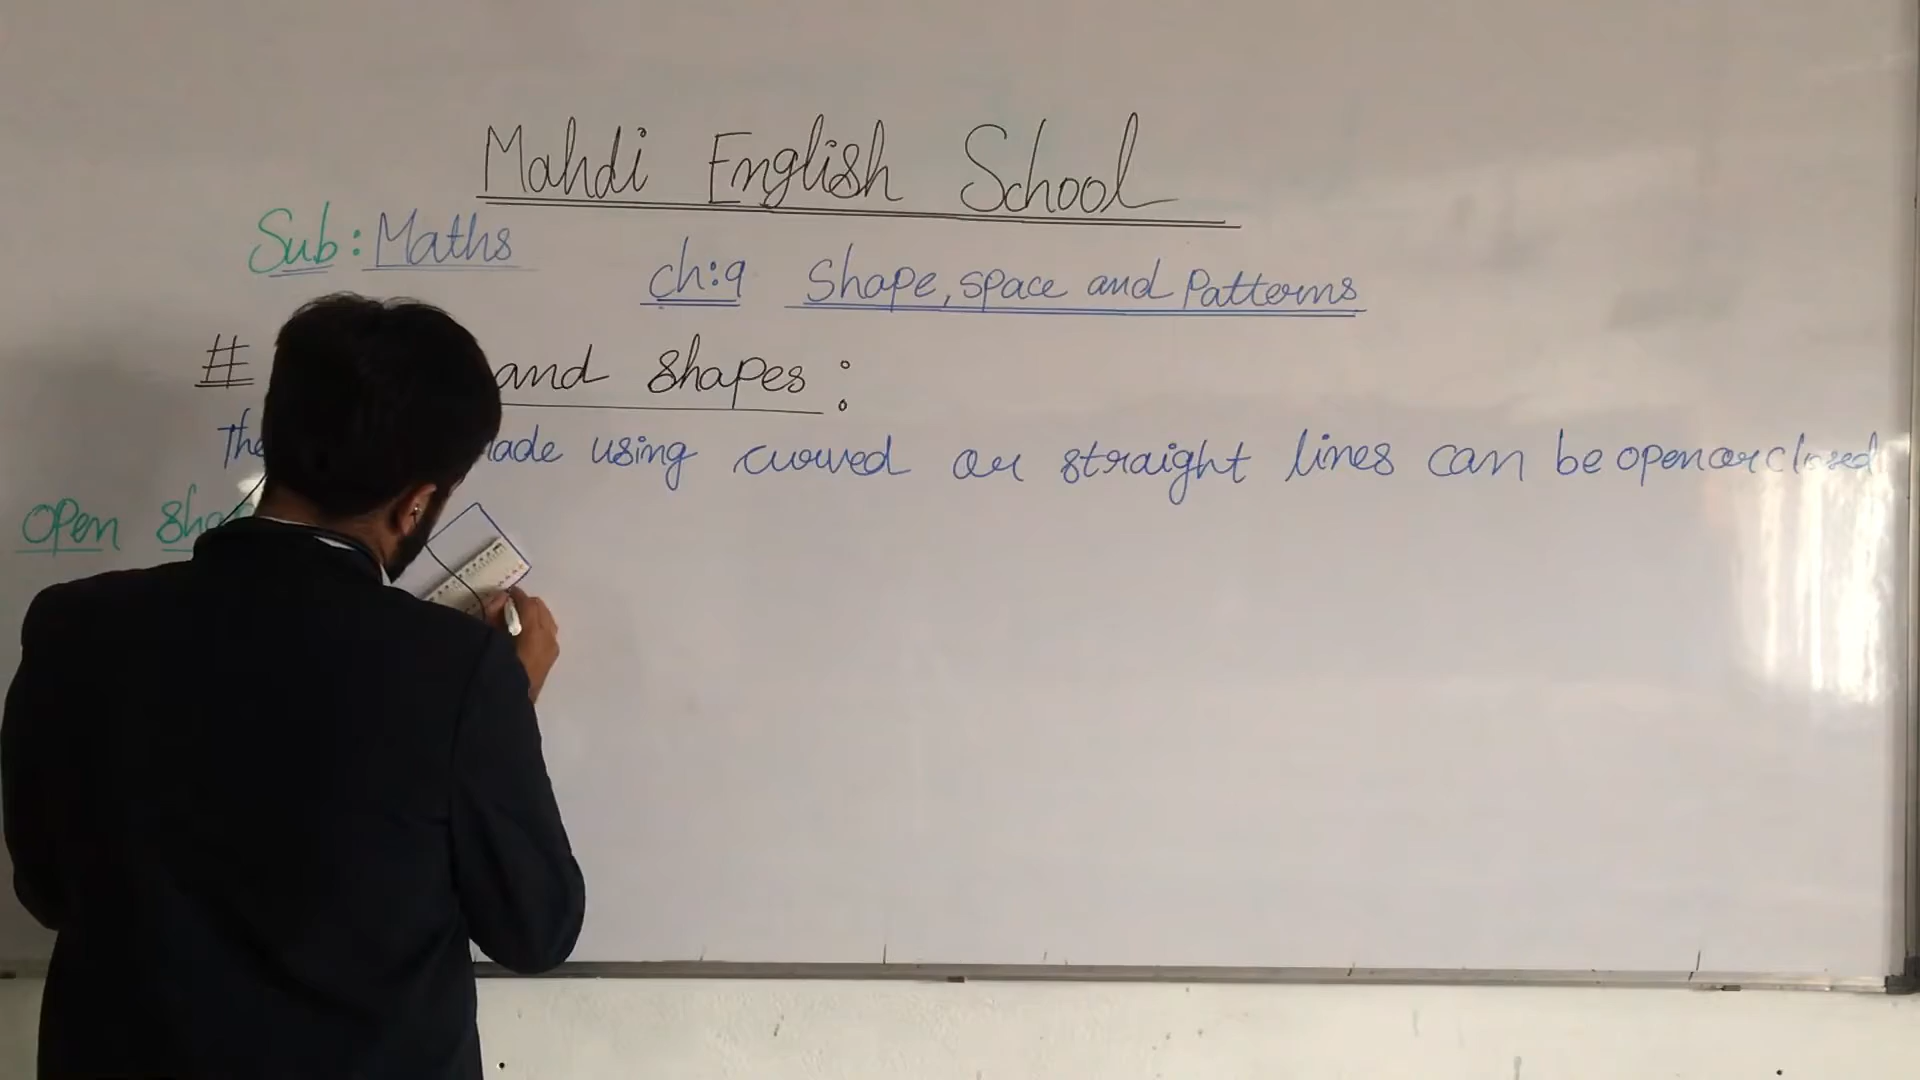 Mahdi English School
Sub: Maths
ch:9 Shape, space and Patterns
# and shapes:
The made using curved or straight lines can be open or closed
open